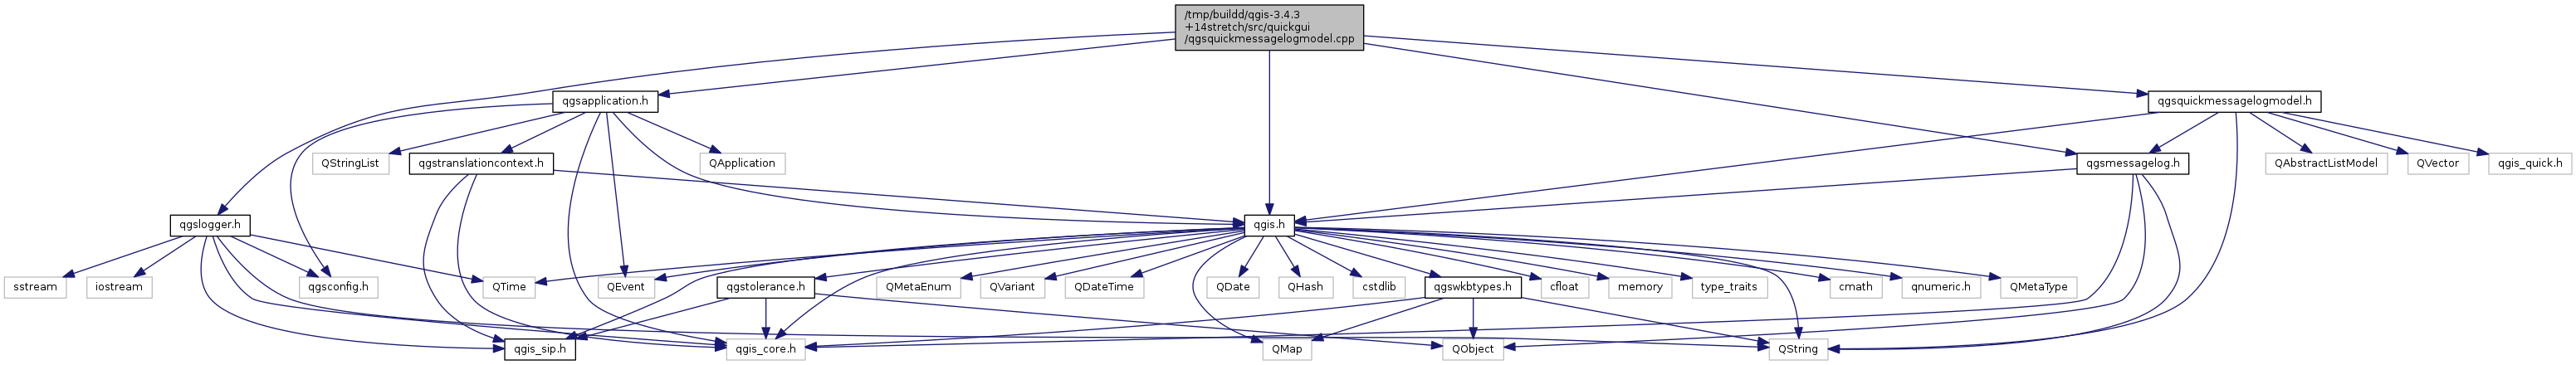 /tmp/buildd/qgis-3.4.3
+14stretch/src/quickgui
/qgsquickmessagelogmodel.cpp
qgsapplication.h
qgsquickmessagelogmodel.h
QStringList
qgstranslationcontext.h
QApplication
qgsmessagelog.h
QAbstractListModel
QVector
qgis_quick.h
qgslogger.h
qgis.h
sstream
iostream
qgsconfig.h
QTime
QEvent
qgstolerance.h
QMetaEnum
QVariant
QDateTime
QDate
QHash
cstdlib
qgswkbtypes.h
cfloat
memory
type_traits
cmath
qnumeric.h
QMetaType
qgis_sip.h
qgis_core.h
QMap
QObject
QString